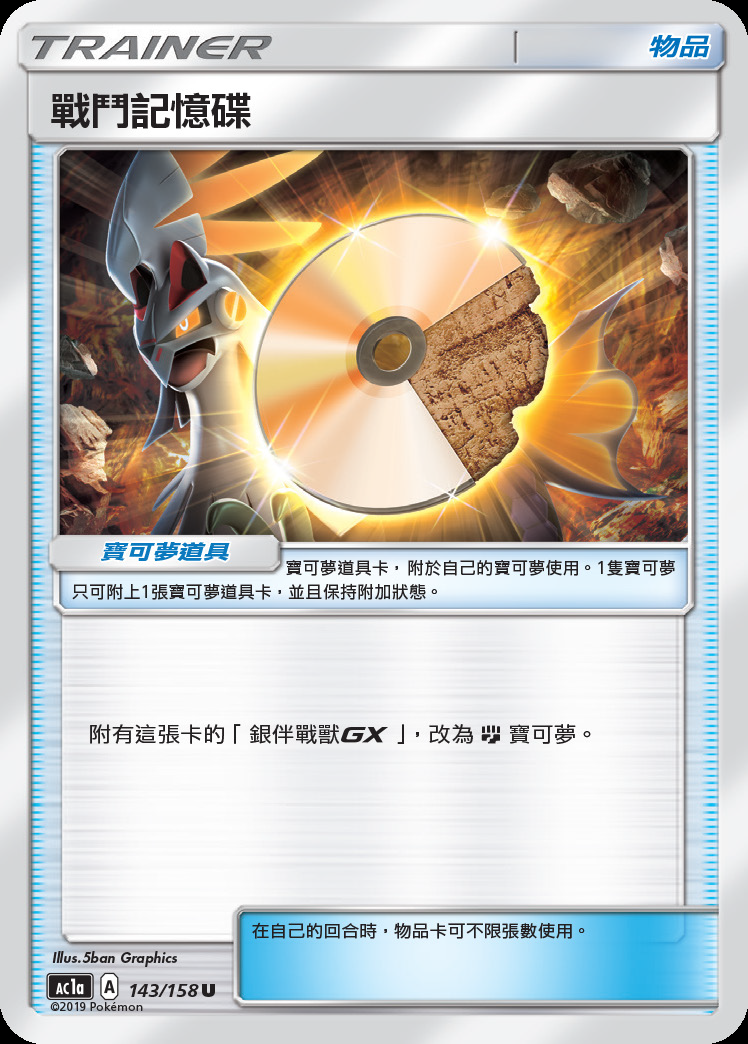 TRAINER 物品
戰鬥記憶碟
寶可夢道具
寶可夢道具卡，附於自己的寶可夢使用。1隻寶可夢
只可附上1張寶可夢道具卡，並且保持附加狀態。
附有這張卡的「 銀伴戰獸GX 」，改為 寶可夢。
在自己的回合時，物品卡可不限張數使用。
Illus.5ban Graphics
AC1a A 143/158 U
©2019 Pokémon